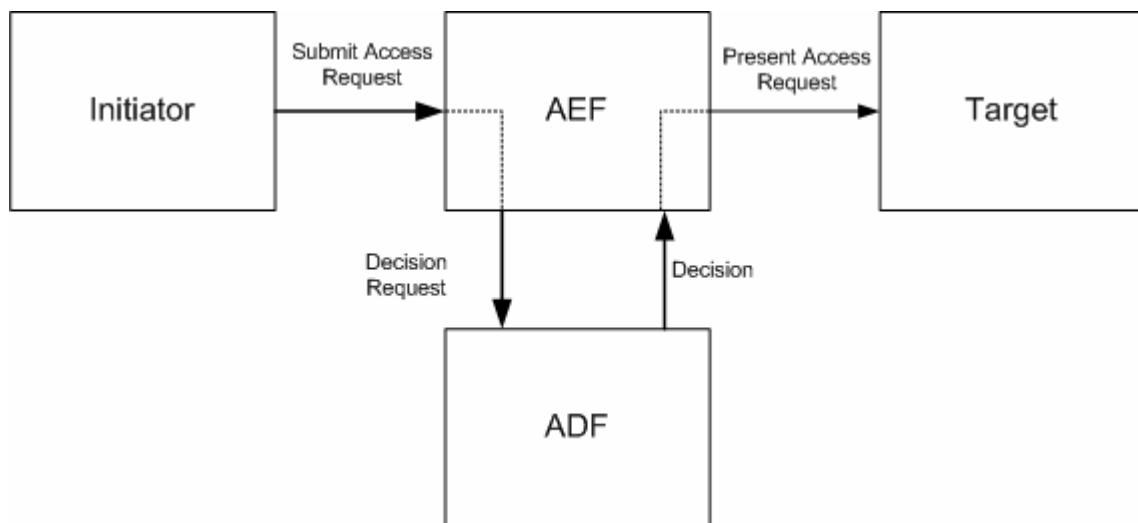 Initiator
Submit Access
Request
AEF
Present Access
Request
Target
Decision
Request
Decision
ADF